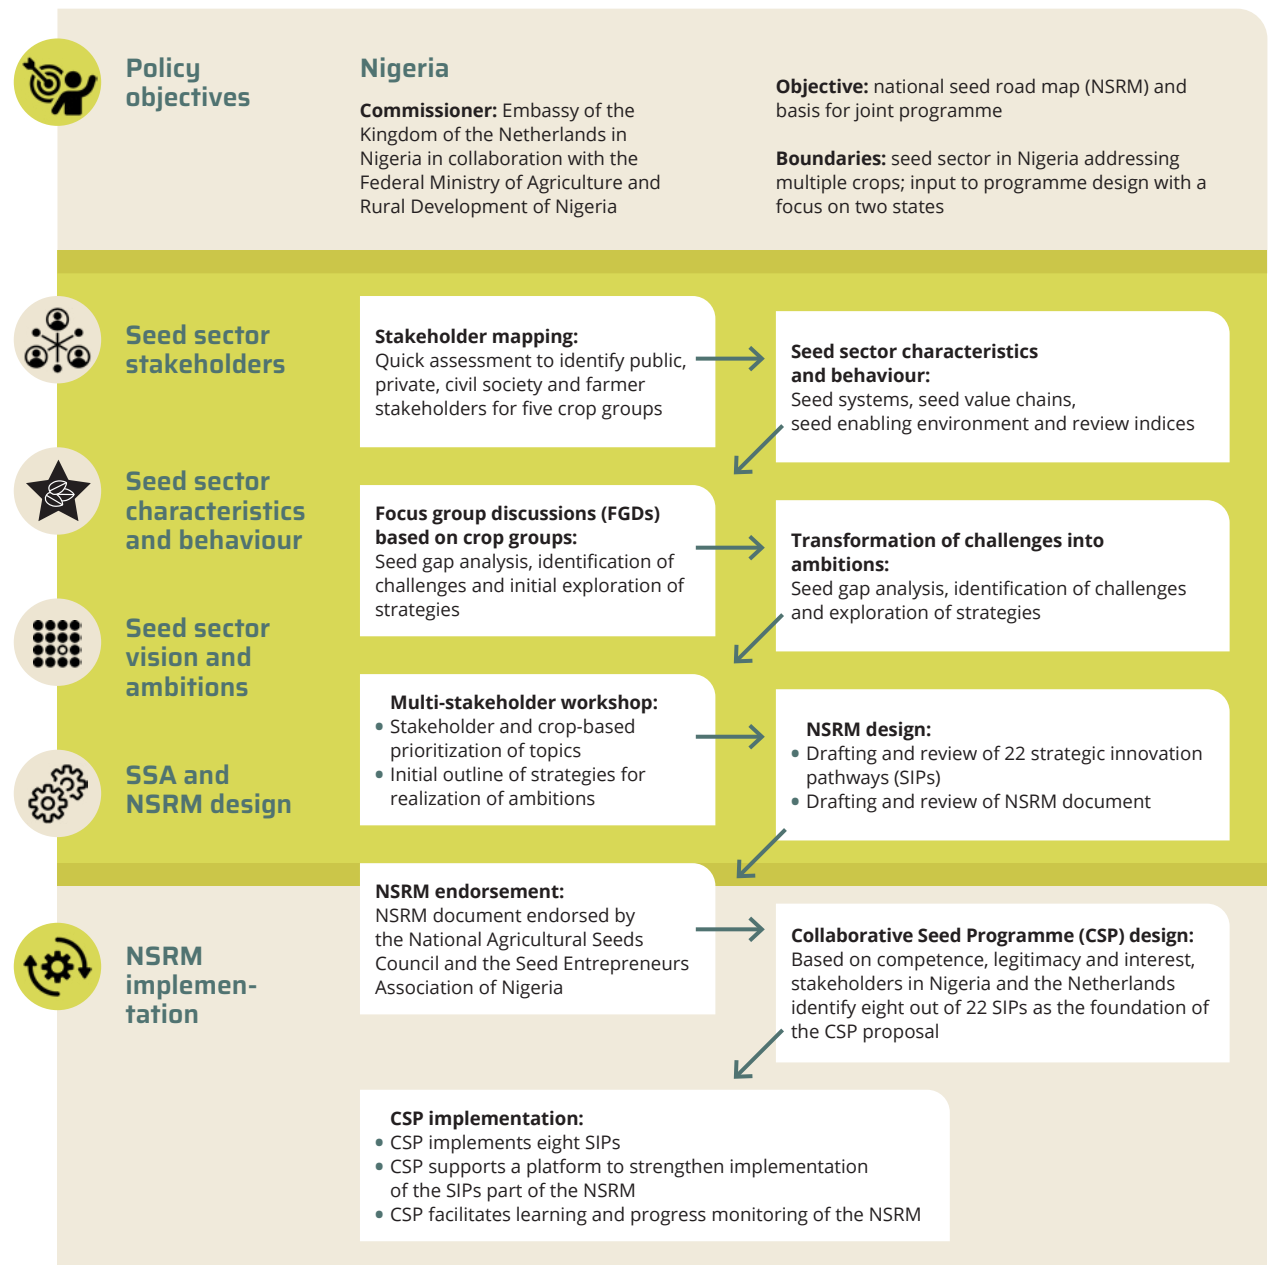 Policy
objectives
Nigeria
Commissioner: Embassy of the
Kingdom of the Netherlands in
Nigeria in collaboration with the
Federal Ministry of Agriculture and
Rural Development of Nigeria
Objective: national seed road map (NSRM) and
basis for joint programme
Boundaries: seed sector in Nigeria addressing
multiple crops; input to programme design with a
focus on two states
Seed sector
stakeholders
Stakeholder mapping:
Quick assessment to identify public,
private, civil society and farmer
stakeholders for five crop groups
Seed sector characteristics
and behaviour:
Seed systems, seed value chains,
seed enabling environment and review indices
Seed sector
characteristics
and behaviour
Focus group discussions (FGDs)
based on crop groups:
Seed gap analysis, identification of
challenges and initial exploration of
strategies
Transformation of challenges into
ambitions:
Seed gap analysis, identification of challenges
and exploration of strategies
Seed sector
vision and
ambitions
Multi-stakeholder workshop:
• Stakeholder and crop-based
prioritization of topics
• Initial outline of strategies for
realization of ambitions
NSRM design:
• Drafting and review of 22 strategic innovation
pathways (SIPs)
• Drafting and review of NSRM document
SSA and
NSRM design
NSRM endorsement:
NSRM document endorsed by
the National Agricultural Seeds
Council and the Seed Entrepreneurs
Association of Nigeria
Collaborative Seed Programme (CSP) design:
Based on competence, legitimacy and interest,
stakeholders in Nigeria and the Netherlands
identify eight out of 22 SIPs as the foundation of
the CSP proposal
NSRM
implemen-
tation
CSP implementation:
• CSP implements eight SIPs
• CSP supports a platform to strengthen implementation
of the SIPs part of the NSRM
• CSP facilitates learning and progress monitoring of the NSRM